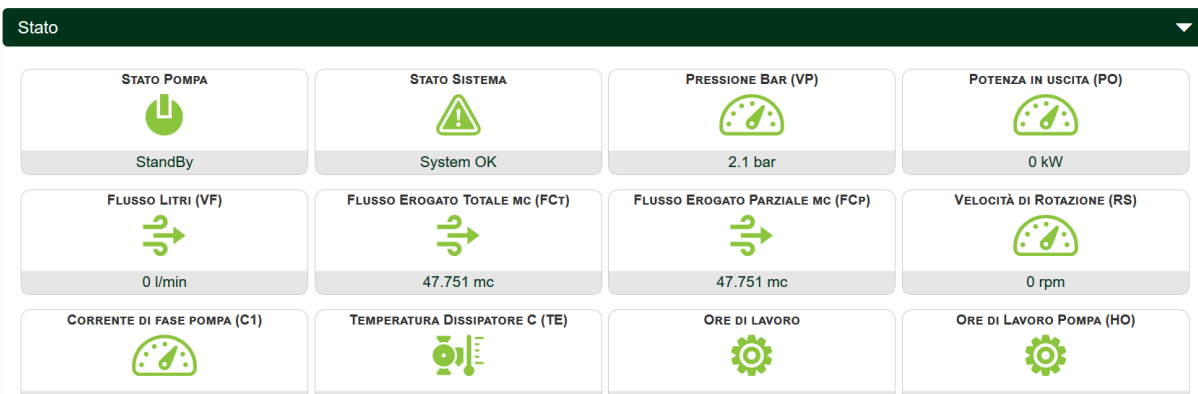 Stato
Stato Pompa
Stato Sistema
Pressione Bar (VP)
Potenza in uscita (PO)
StandBy
System OK
2.1 bar
0 kW
Flusso Litri (VF)
Flusso Erogato Totale mc (FCt)
Flusso Erogato Parziale mc (FCp)
Velocità di Rotazione (RS)
0 l/min
47.751 mc
47.751 mc
0 rpm
Corrente di fase pompa (C1)
Temperatura Dissipatore C (TE)
Ore di lavoro
Ore di Lavoro Pompa (HO)